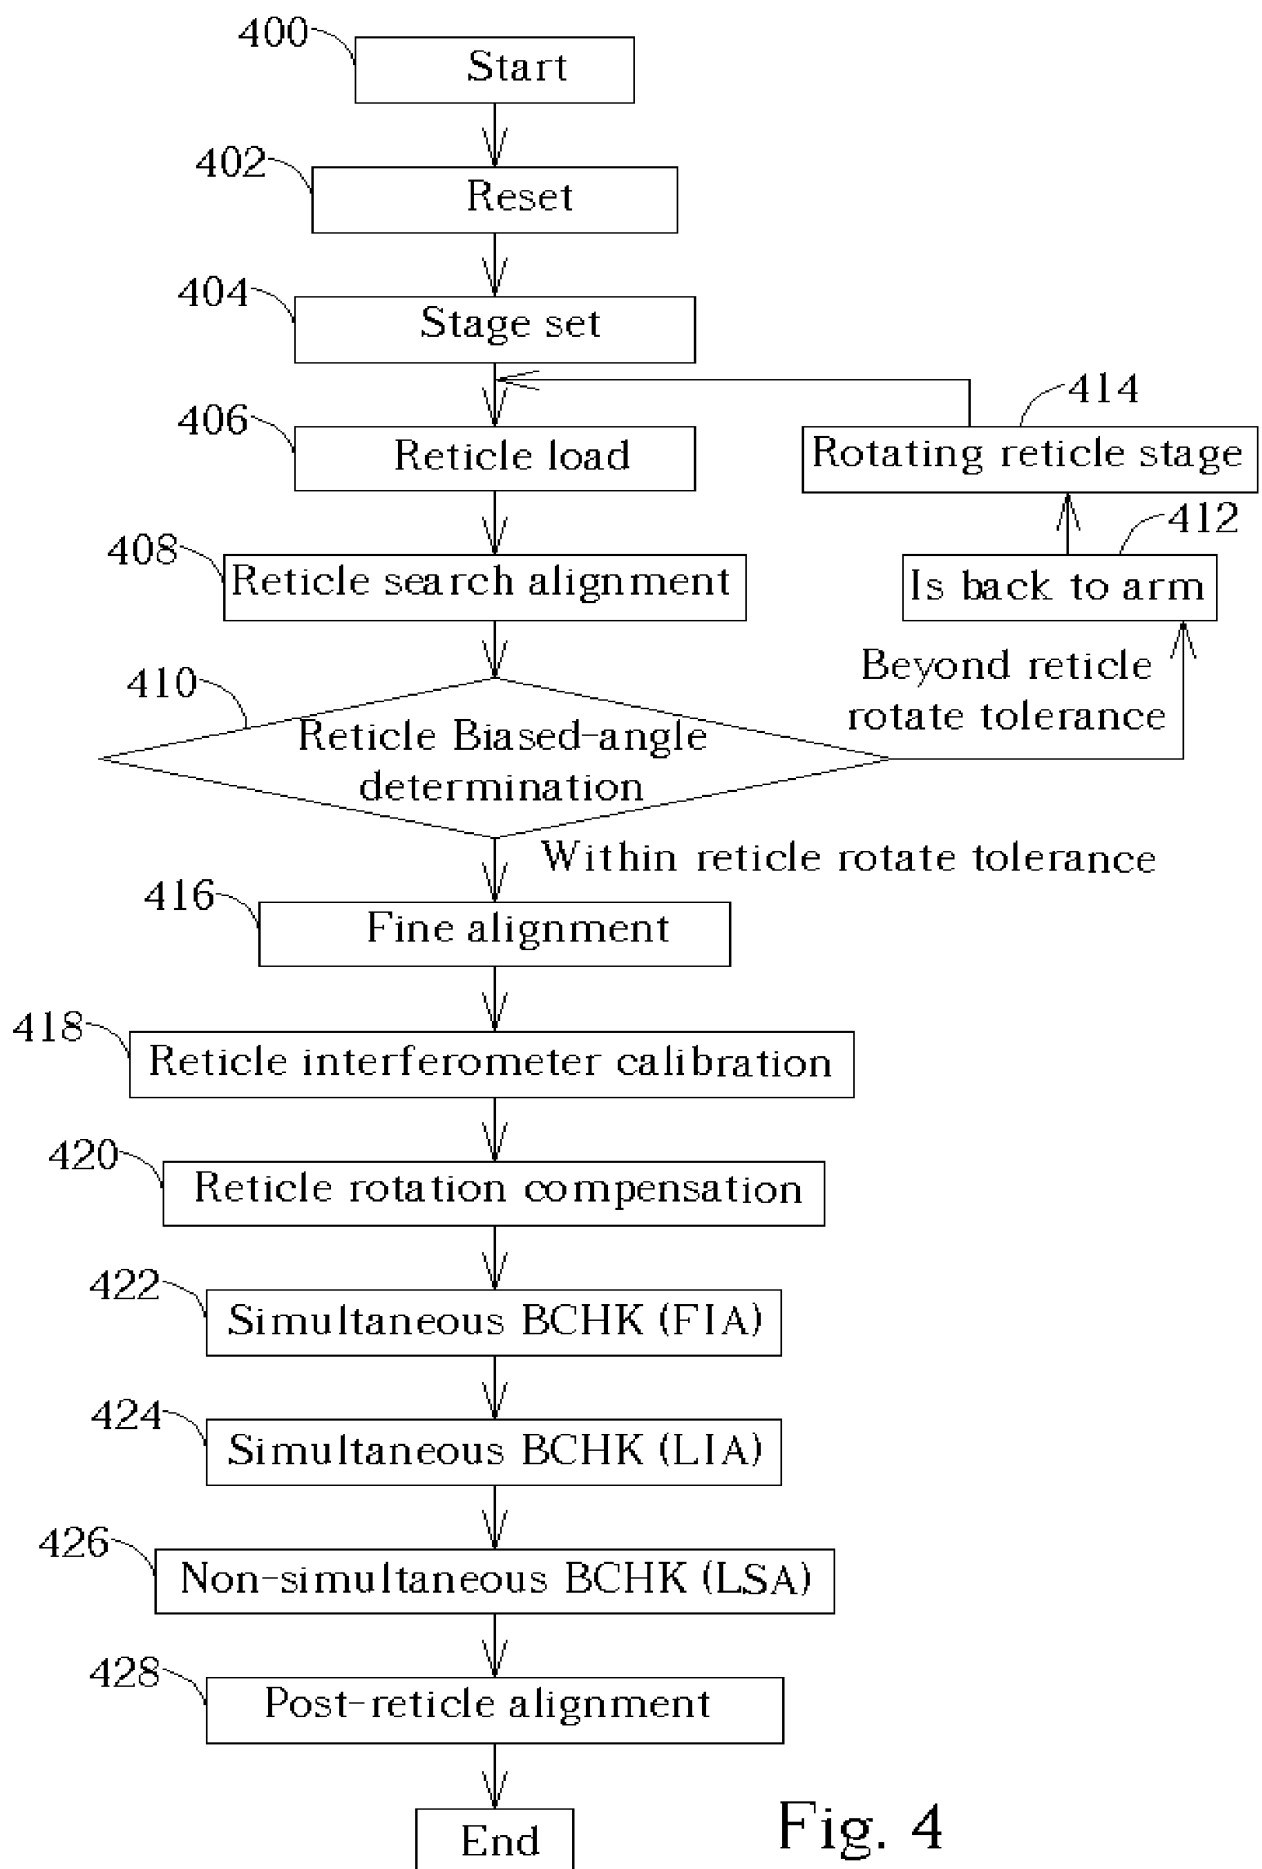 400
Start
402
Reset
404
Stage set
414
406
Reticle load
Rotating reticle stage
412
408
Reticle search alignment
Is back to arm
410
Beyond reticle
rotate tolerance
Reticle Biased-angle
determination
Within reticle rotate tolerance
416
Fine alignment
418
Reticle interferometer calibration
420
Reticle rotation compensation
422
Simultaneous BCHK (FIA)
424
Simultaneous BCHK (LIA)
426
Non-simultaneous BCHK (LSA)
428
Post-reticle alignment
End
Fig. 4